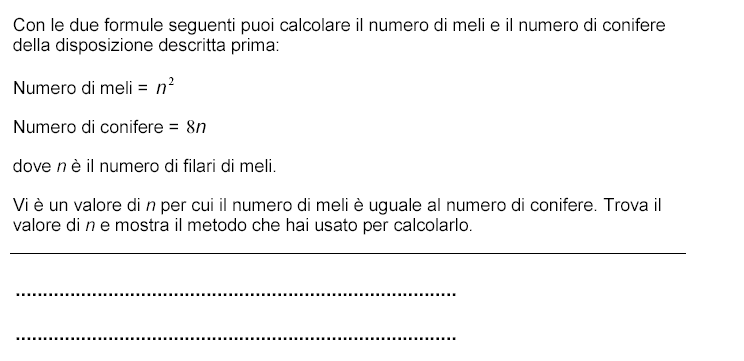 Con le due formule seguenti puoi calcolare il numero di meli e il numero di conifere
della disposizione descritta prima:
Numero di meli = n²
Numero di conifere = 8n
dove n è il numero di filari di meli.
Vi è un valore di n per cui il numero di meli è uguale al numero di conifere. Trova il
valore di n e mostra il metodo che hai usato per calcolarlo.
................................................................................
................................................................................